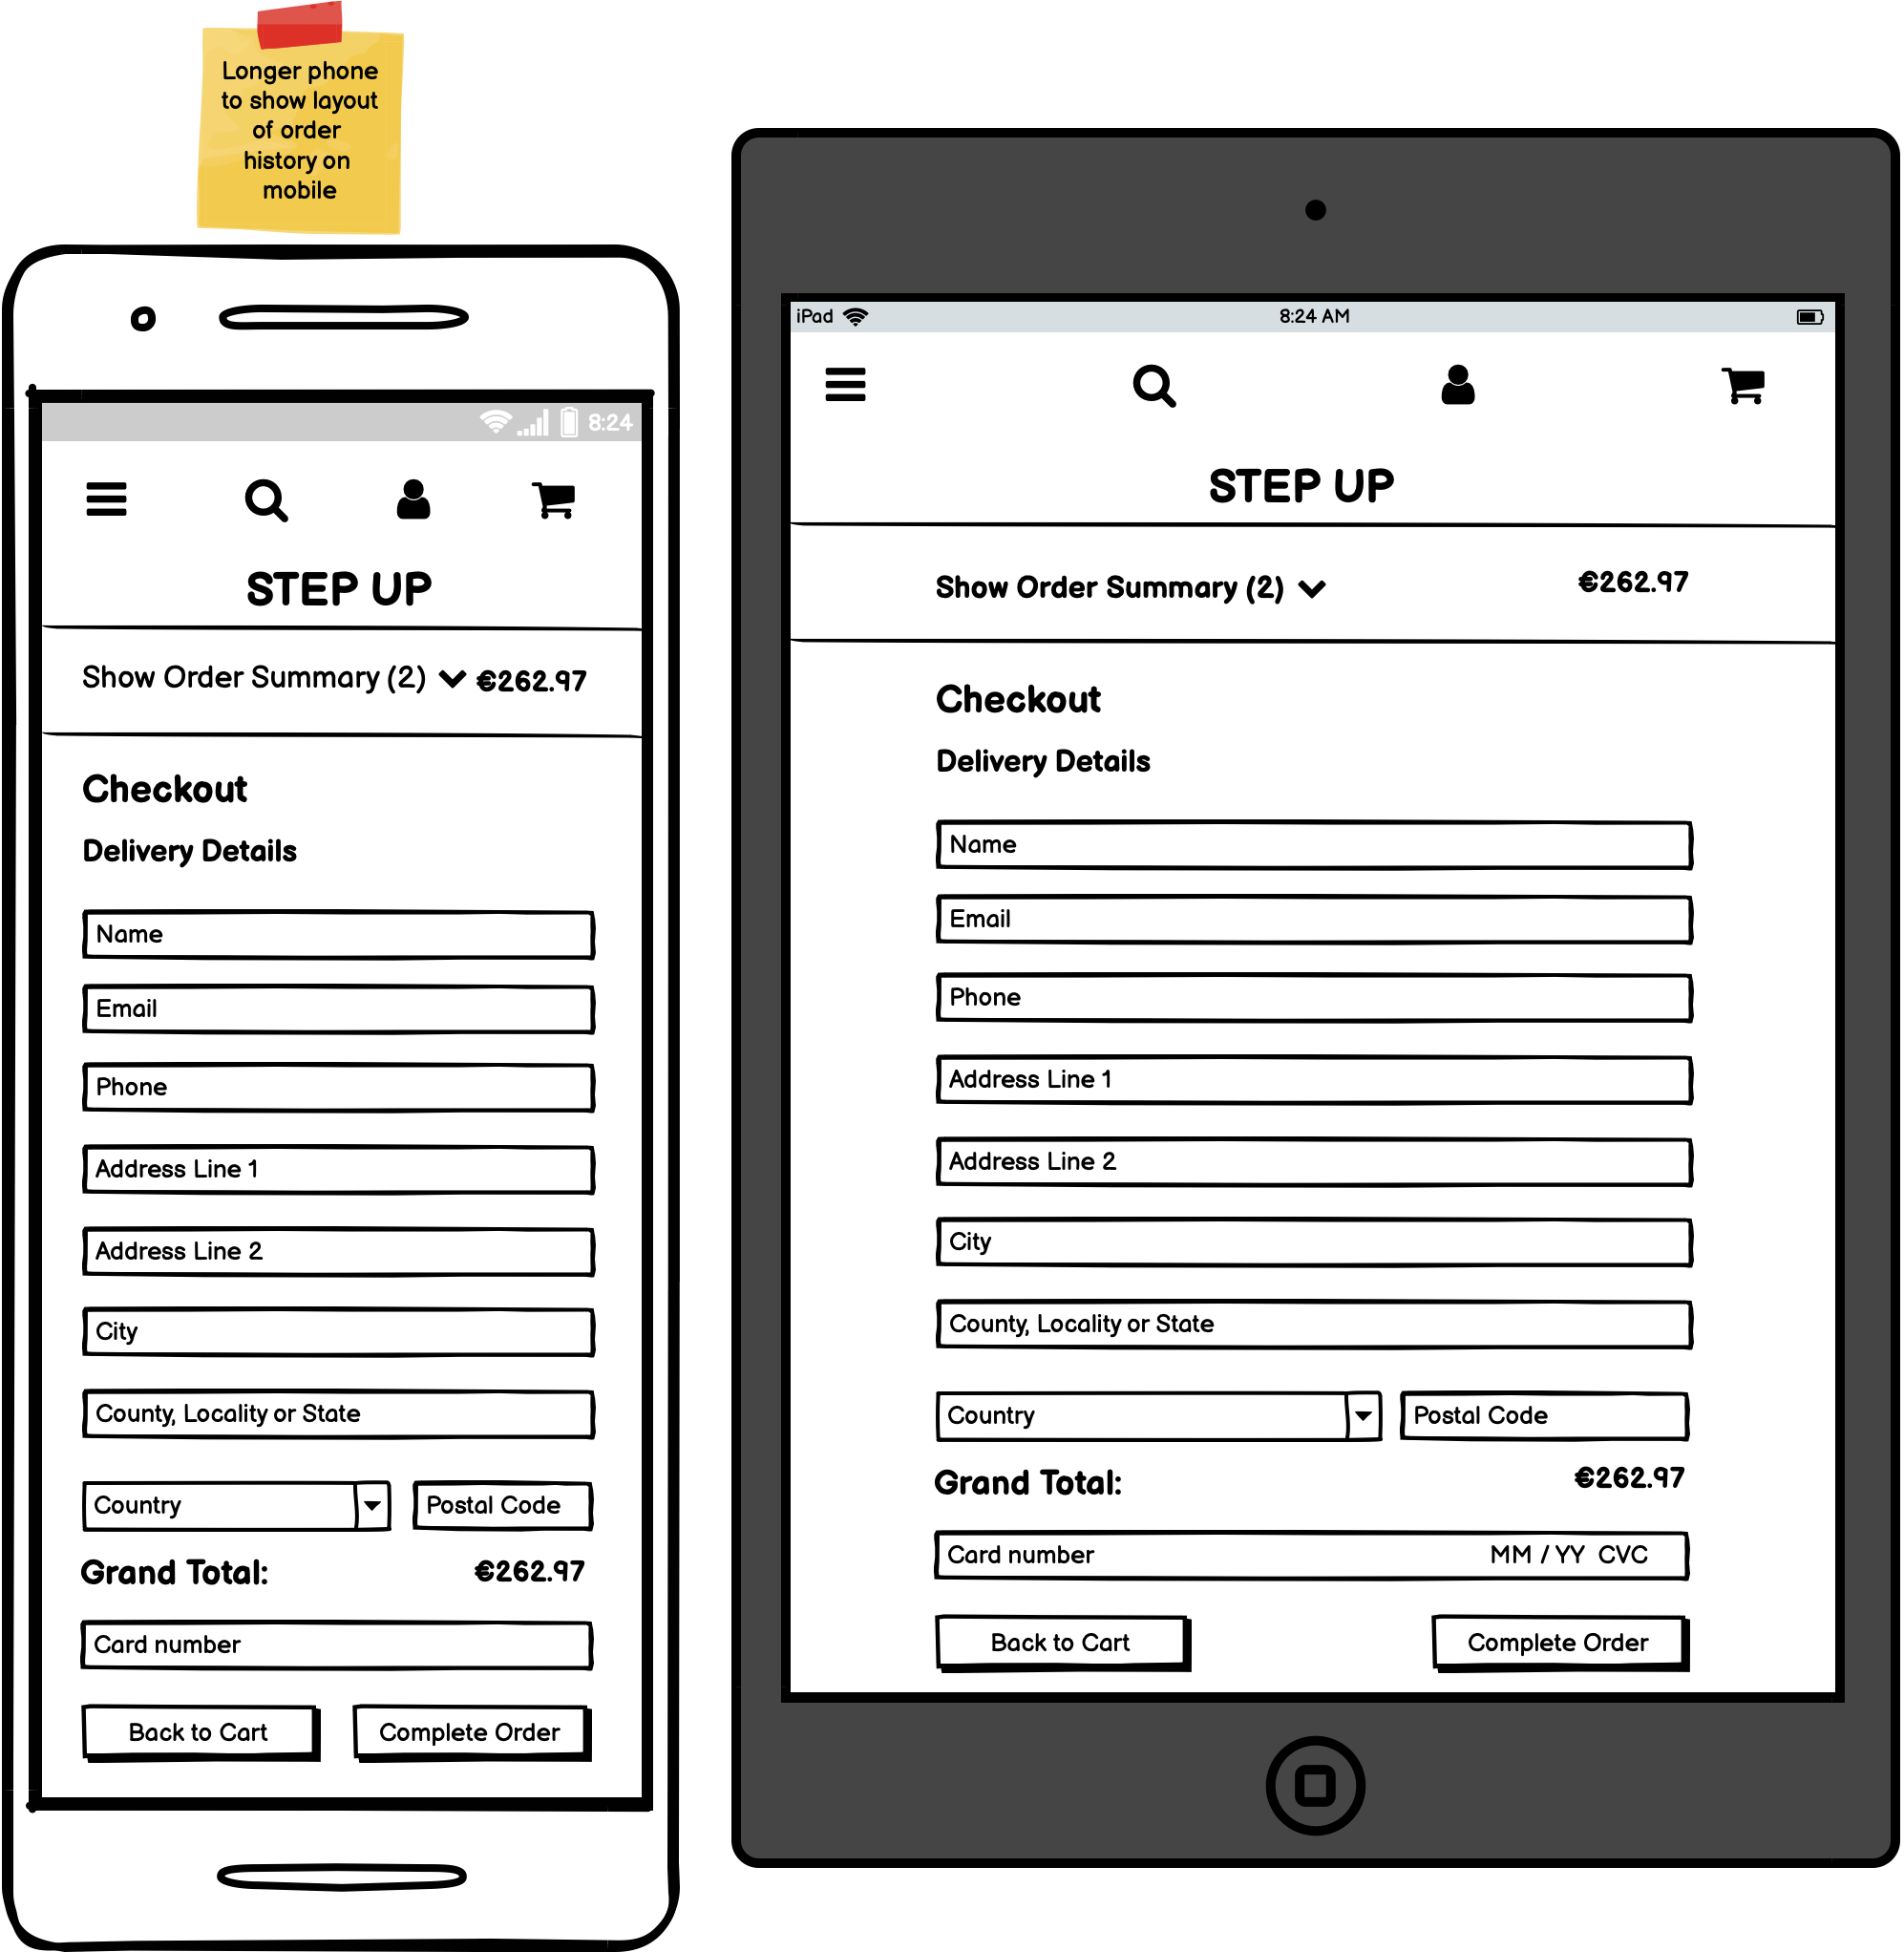 Longer phone
to show layout
of order
history on
mobile
8:24
STEP UP
Show Order Summary (2) €262.97
Checkout
Delivery Details
Name
Email
Phone
Address Line 1
Address Line 2
City
County, Locality or State
Country
Postal Code
Grand Total: €262.97
Card number
Back to Cart
Complete Order
iPad 8:24 AM
STEP UP
Show Order Summary (2) €262.97
Checkout
Delivery Details
Name
Email
Phone
Address Line 1
Address Line 2
City
County, Locality or State
Country
Postal Code
Grand Total: €262.97
Card number MM / YY CVC
Back to Cart
Complete Order